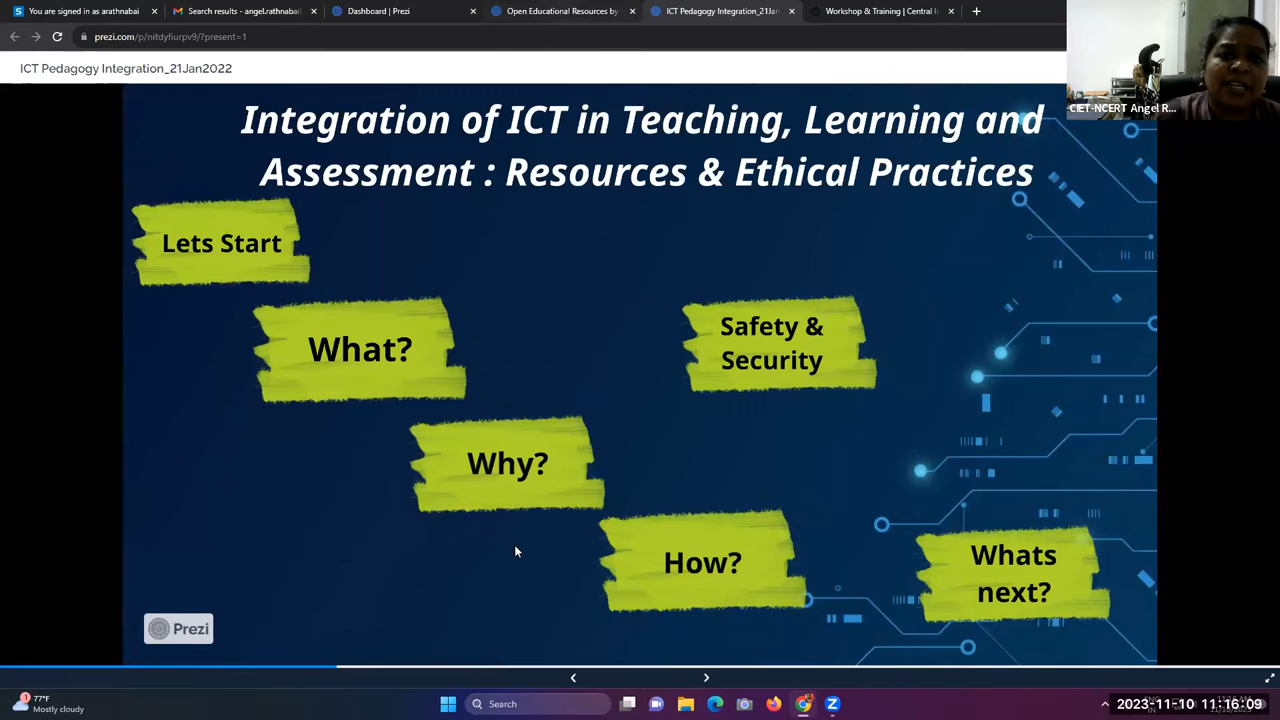 You are signed in as arathnabai
Search results - angel.rathnabai
Dashboard | Prezi
Open Educational Resources by
ICT Pedagogy Integration_21Jan
Workshop & Training | Central I
prezi.com/p/nitdyfiurpv9/?present=1
ICT Pedagogy Integration_21Jan2022
CIET-NCERT Angel R...
Integration of ICT in Teaching, Learning and
Assessment : Resources & Ethical Practices
Lets Start
What?
Safety &
Security
Why?
How?
Whats
next?
Prezi
1
77°F
Mostly cloudy
Search
2023-11-10 11:16:09